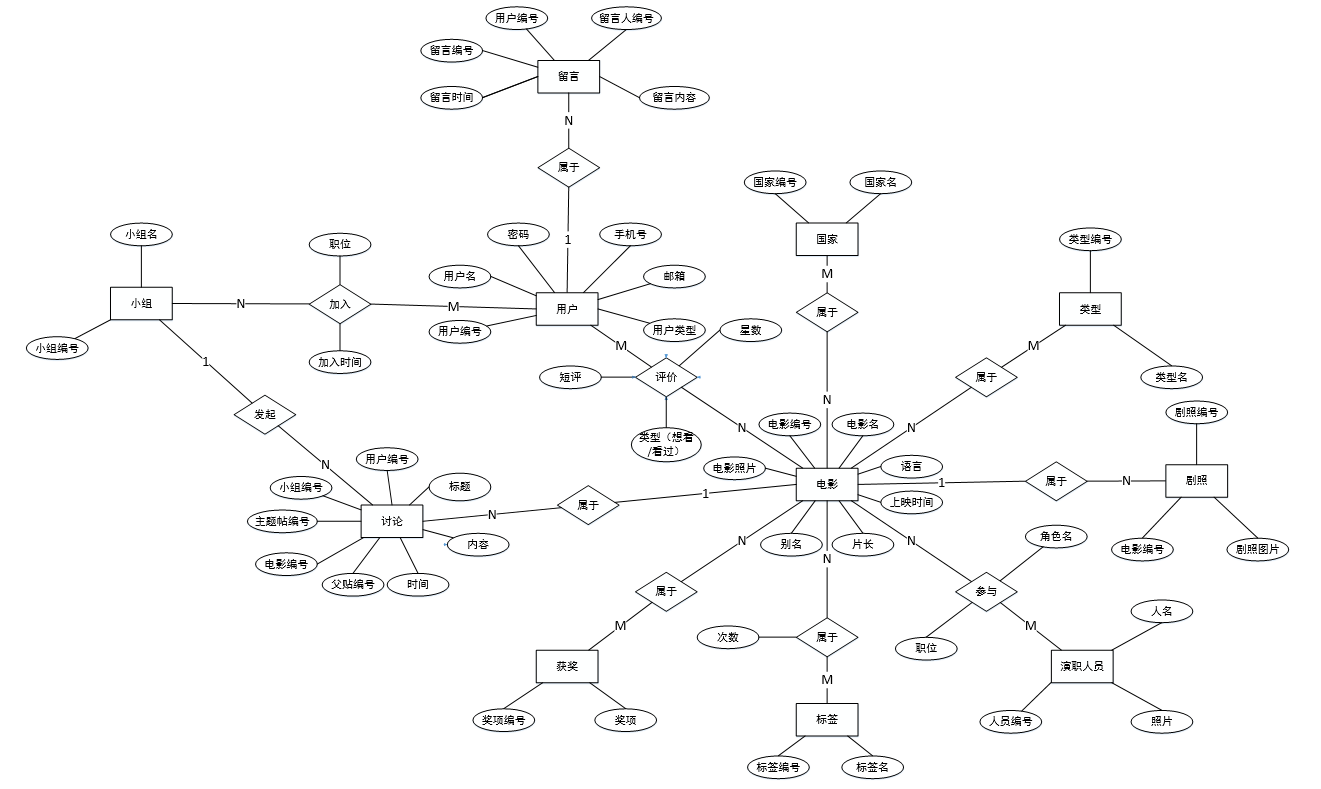 用户编号
留言人编号
留言编号
留言
留言时间
留言内容
N
属于
国家编号
国家名
小组名
职位
密码
1
手机号
国家
类型编号
用户名
邮箱
M
小组
N
加入
M
用户
属于
类型
用户编号
用户类型
星数
小组编号
加入时间
M
M
1
短评
评价
属于
类型名
N
发起
类型（想看
/看过）
N
电影编号
电影名
N
剧照编号
用户编号
N
电影照片
语言
小组编号
标题
1
电影
1
属于
N
剧照
主题帖编号
讨论
N
属于
上映时间
内容
N
别名
片长
N
角色名
电影编号
剧照图片
电影编号
N
父贴编号
时间
属于
参与
M
次数
属于
职位
M
人名
获奖
M
演职人员
奖项编号
奖项
标签
人员编号
照片
标签编号
标签名